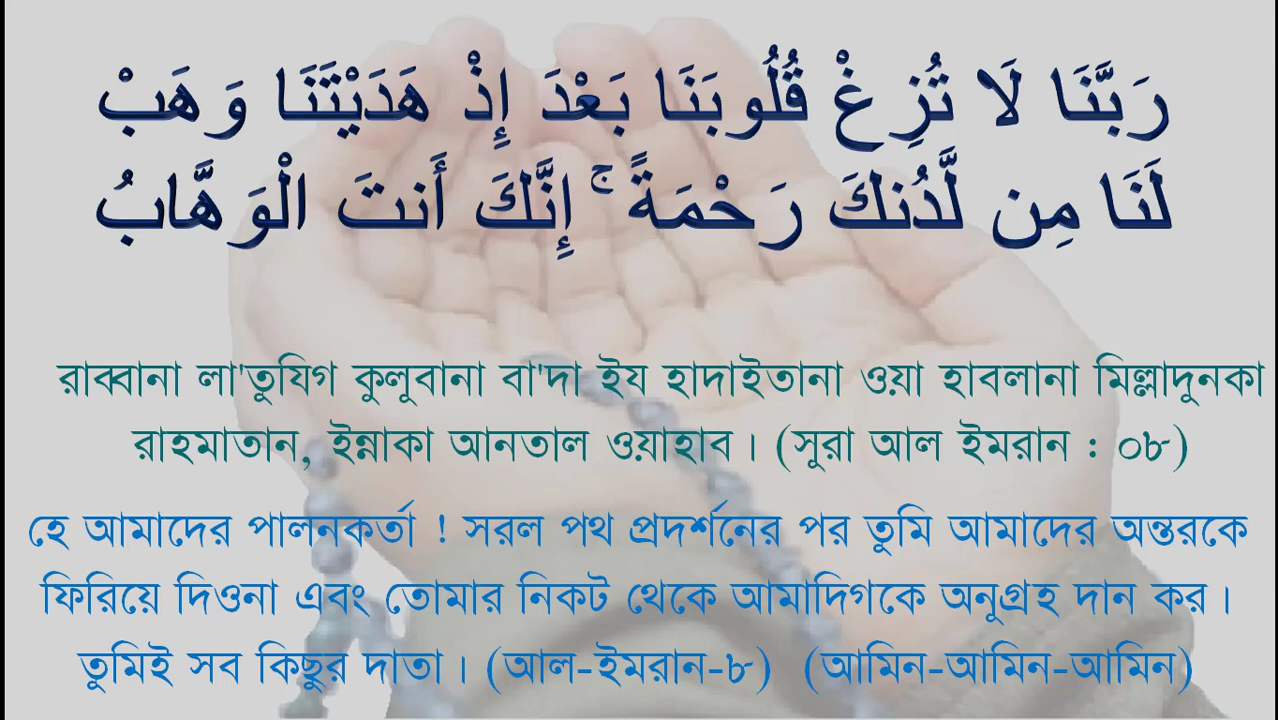 رَبَّنَا لَا تُزِغْ قُلُوبَنَا بَعْدَ إِذْ هَدَيْتَنَا وَهَبْ
لَنَا مِن لَّدُنكَ رَحْمَةً ۚ إِنَّكَ أَنتَ الْوَهَّابُ
রাব্বানা লা'তুযিগ কুলুবানা বা'দা ইয হাদাইতানা ওয়া হাবলানা মিল্লাদুনকা
রাহমাতান, ইন্নাকা আনতাল ওয়াহাব। (সুরা আল ইমরান : ০৮)
হে আমাদের পালনকর্তা ! সরল পথ প্রদর্শনের পর তুমি আমাদের অন্তরকে
ফিরিয়ে দিওনা এবং তোমার নিকট থেকে আমাদিগকে অনুগ্রহ দান কর।
তুমিই সব কিছুর দাতা। (আল-ইমরান-৮) (আমিন-আমিন-আমিন)